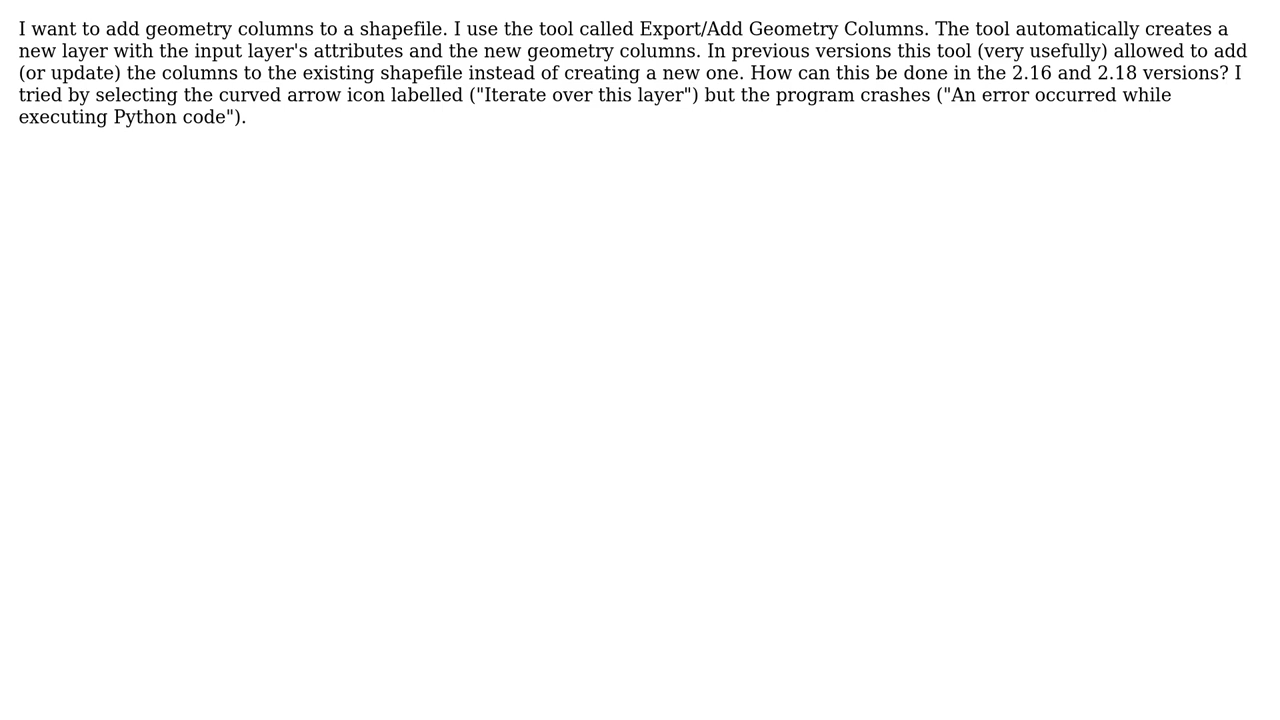 I want to add geometry columns to a shapefile. I use the tool called Export/Add Geometry Columns. The tool automatically creates a
new layer with the input layer's attributes and the new geometry columns. In previous versions this tool (very usefully) allowed to add
(or update) the columns to the existing shapefile instead of creating a new one. How can this be done in the 2.16 and 2.18 versions? I
tried by selecting the curved arrow icon labelled ("Iterate over this layer") but the program crashes ("An error occurred while
executing Python code").